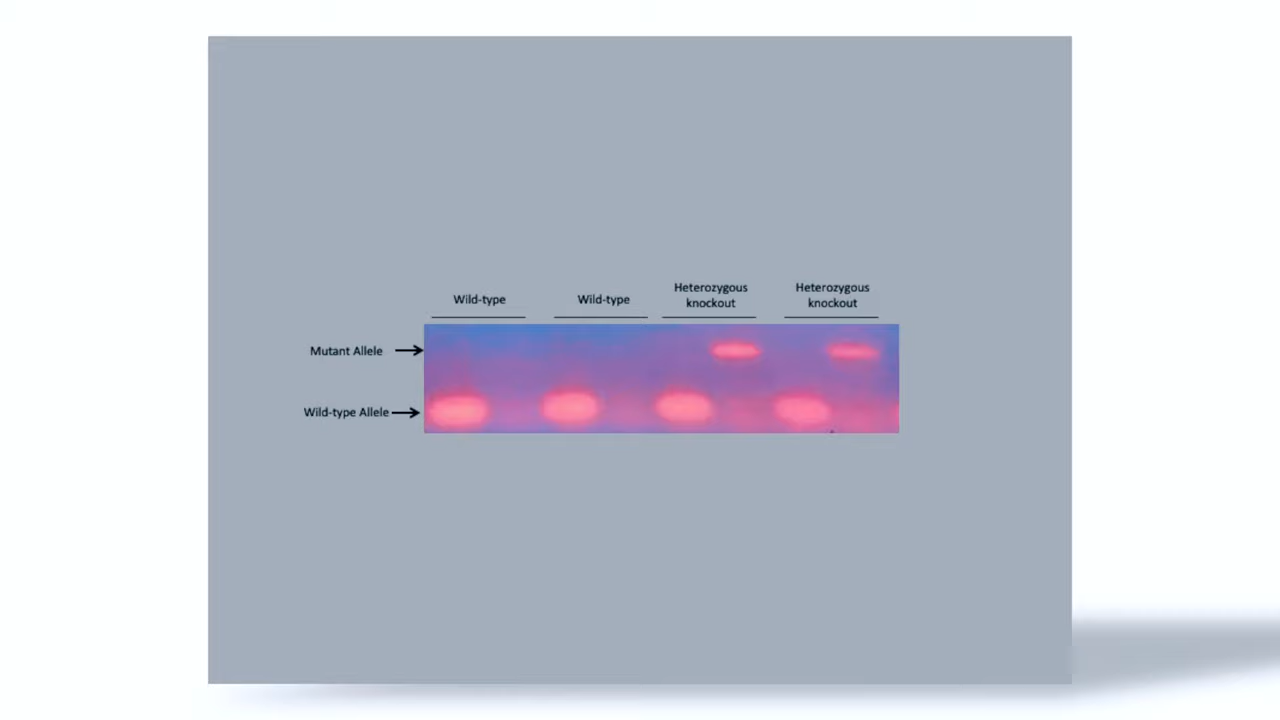 Wild-type
Wild-type
Heterozygous
knockout
Heterozygous
knockout
Mutant Allele
Wild-type Allele